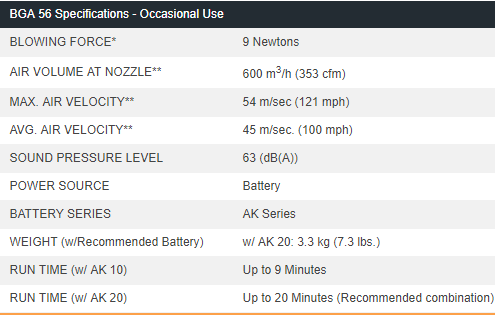 BGA 56 Specifications - Occasional Use
BLOWING FORCE* 9 Newtons
AIR VOLUME AT NOZZLE** 600 m³/h (353 cfm)
MAX. AIR VELOCITY** 54 m/sec (121 mph)
AVG. AIR VELOCITY** 45 m/sec. (100 mph)
SOUND PRESSURE LEVEL 63 (dB(A))
POWER SOURCE Battery
BATTERY SERIES AK Series
WEIGHT (w/Recommended Battery) w/ AK 20: 3.3 kg (7.3 lbs.)
RUN TIME (w/ AK 10) Up to 9 Minutes
RUN TIME (w/ AK 20) Up to 20 Minutes (Recommended combination)